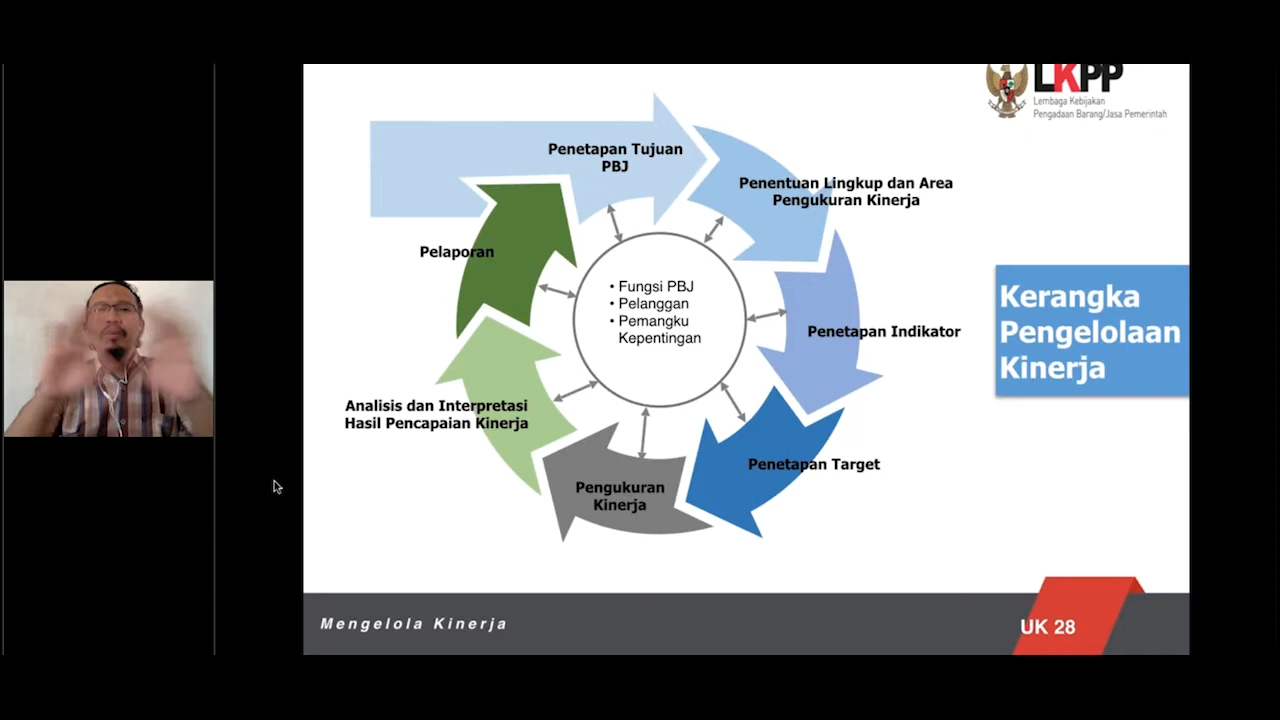 LKPP
Lembaga Kebijakan
Pengadaan Barang/Jasa Pemerintah
Penetapan Tujuan
PBJ
Penentuan Lingkup dan Area
Pengukuran Kinerja
Pelaporan
• Fungsi PBJ
• Pelanggan
• Pemangku
Kepentingan
Penetapan Indikator
Kerangka
Pengelolaan
Kinerja
Analisis dan Interpretasi
Hasil Pencapaian Kinerja
Penetapan Target
Pengukuran
Kinerja
Mengelola Kinerja
UK 28